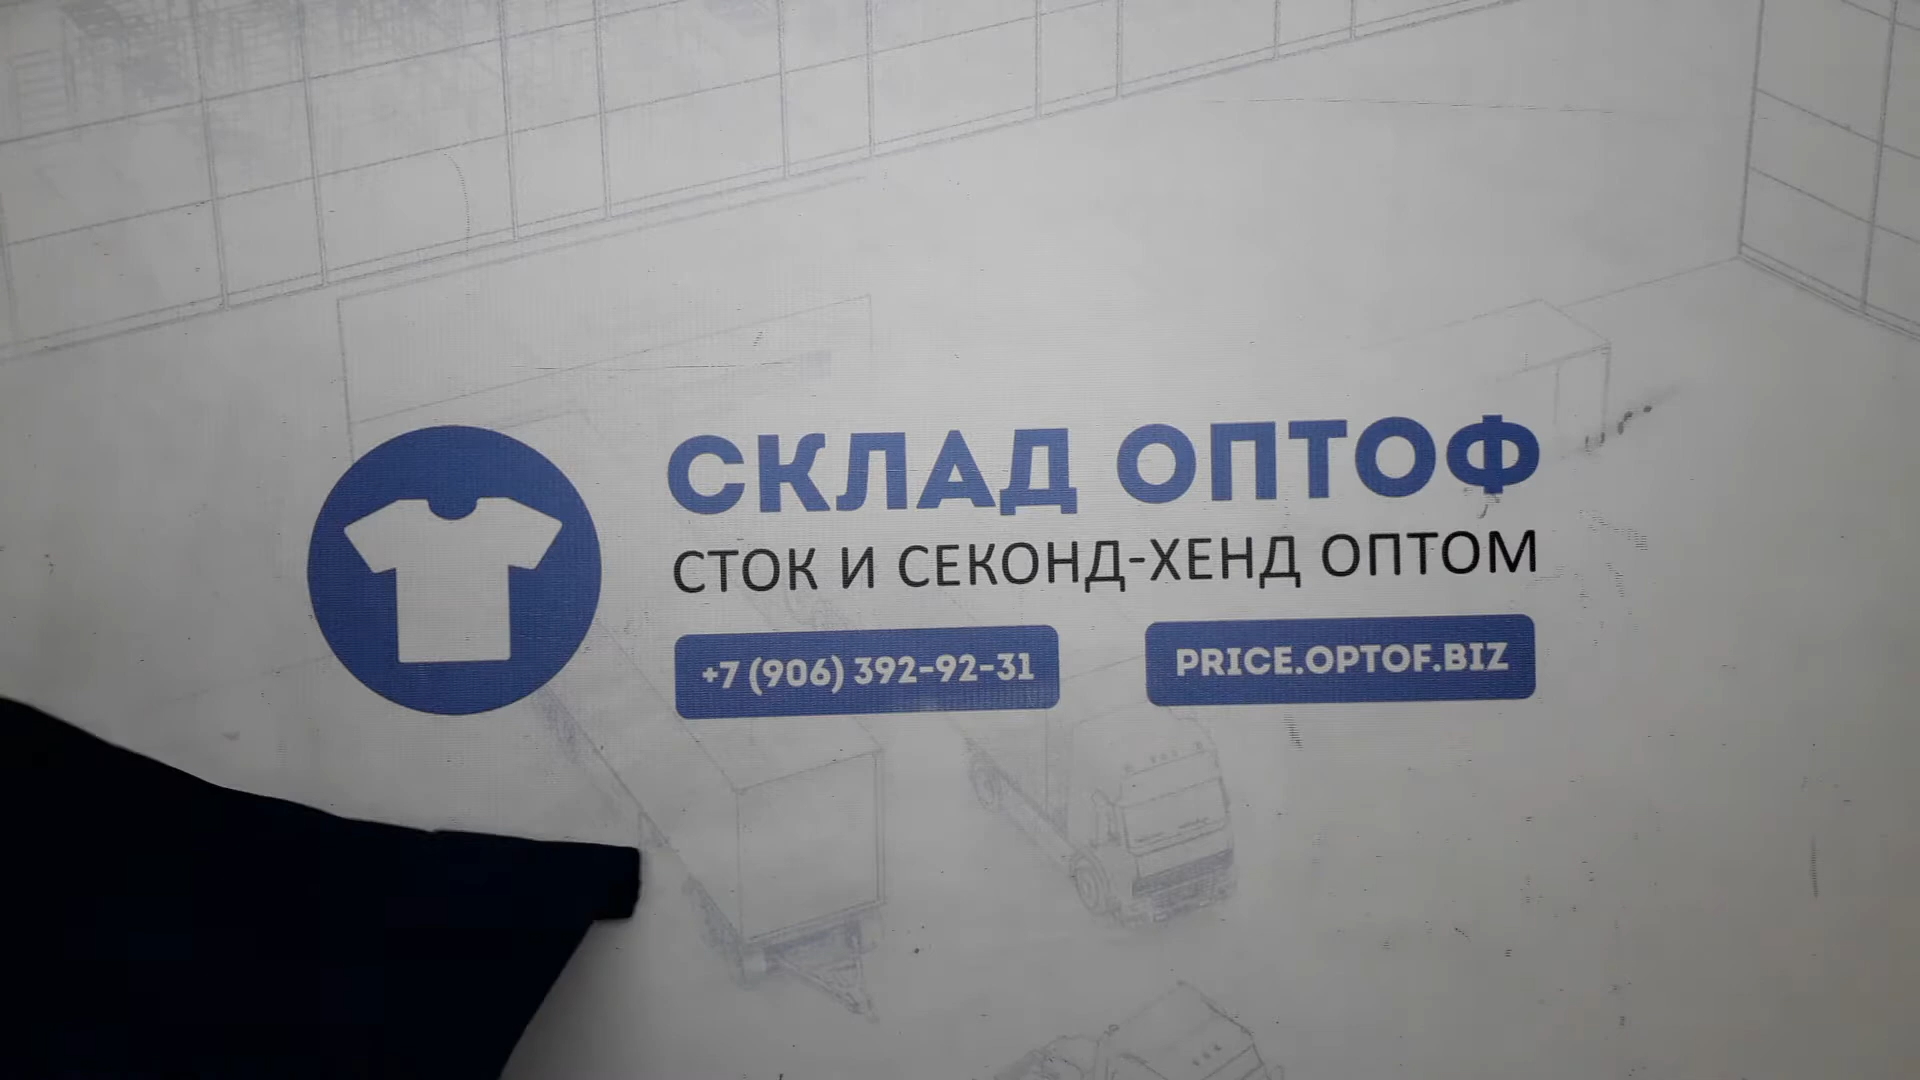 СКЛАД ОПТОФ
СТОК И СЕКОНД-ХЕНД ОПТОМ
+7 (906) 392-92-31
PRICE.OPTOF.BIZ